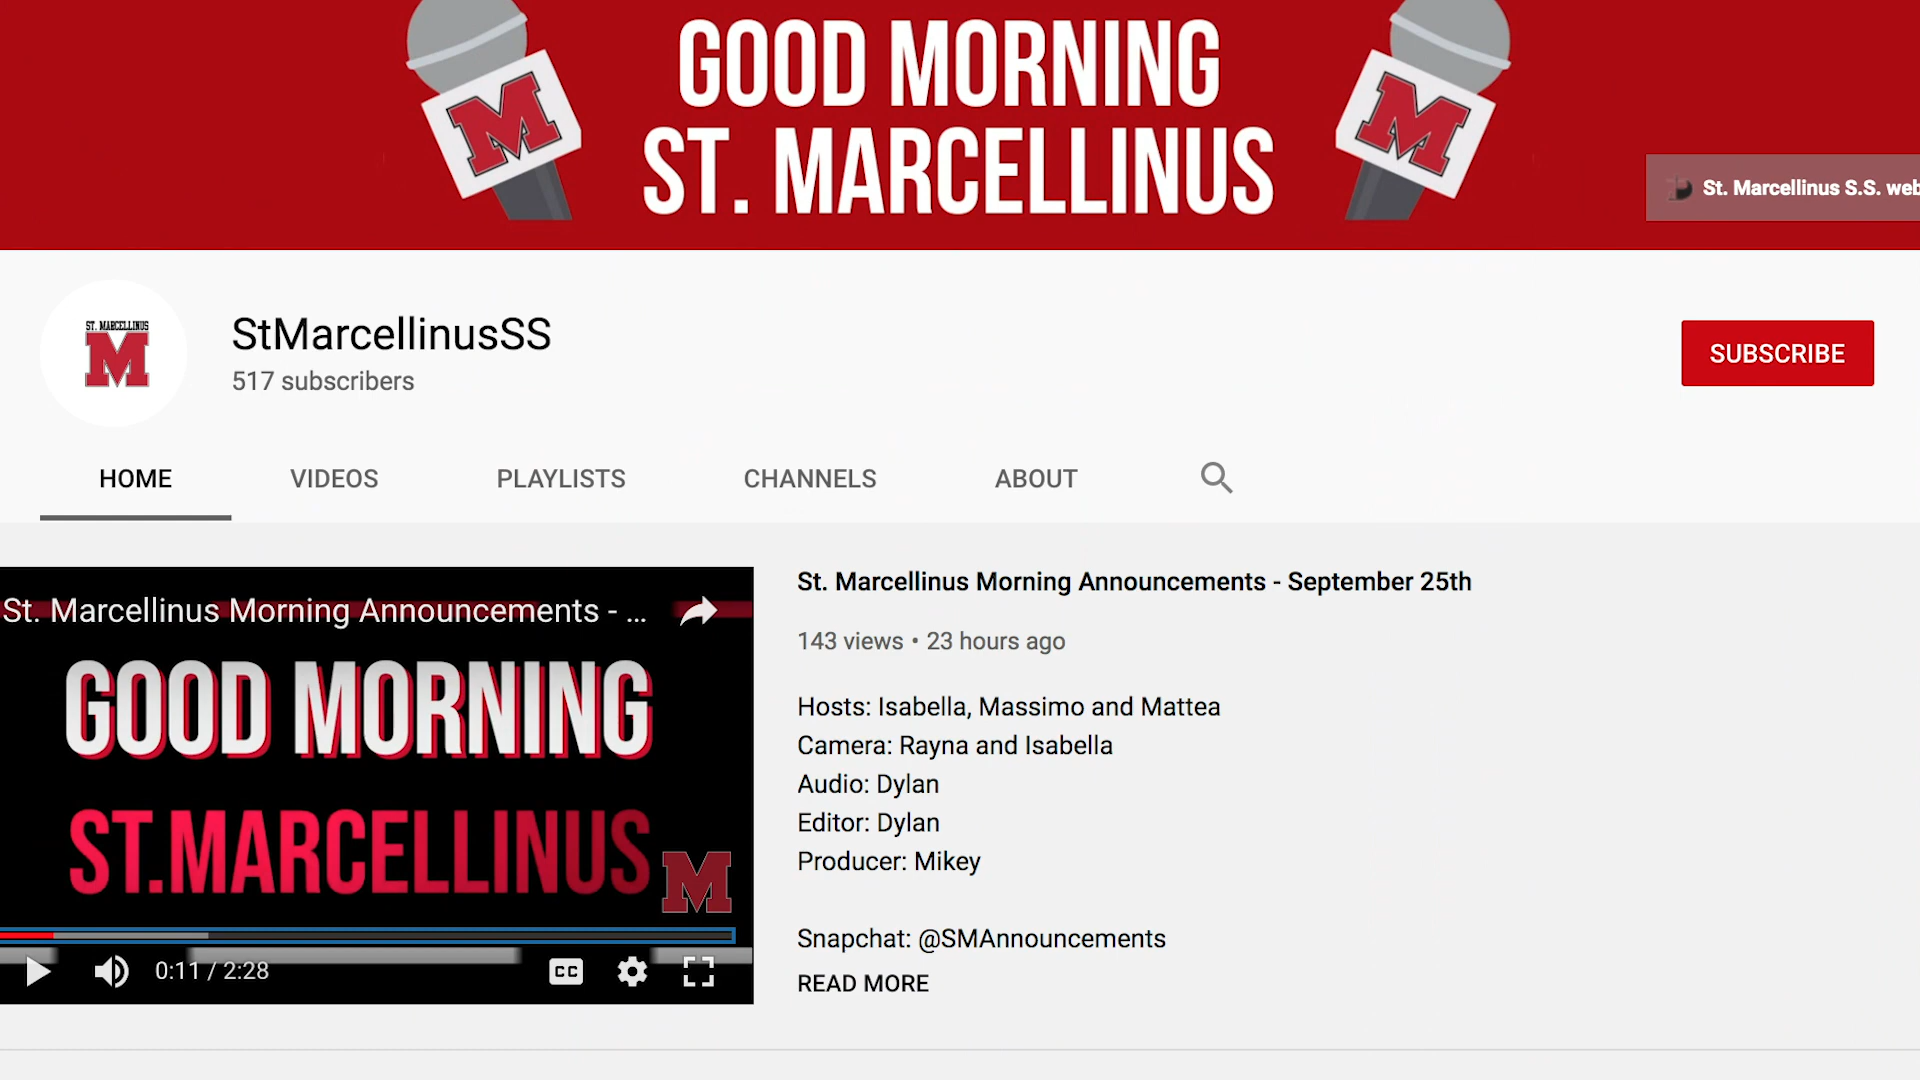 GOOD MORNING
ST. MARCELLINUS
M
M
St. Marcellinus S.S. web
ST. MARCELLINUS
M
StMarcellinusSS
517 subscribers
SUBSCRIBE
HOME
VIDEOS
PLAYLISTS
CHANNELS
ABOUT
St. Marcellinus Morning Announcements - ...
GOOD MORNING
ST.MARCELLINUS
M
0:11 / 2:28
CC
St. Marcellinus Morning Announcements - September 25th
143 views • 23 hours ago
Hosts: Isabella, Massimo and Mattea
Camera: Rayna and Isabella
Audio: Dylan
Editor: Dylan
Producer: Mikey
Snapchat: @SMAnnouncements
READ MORE